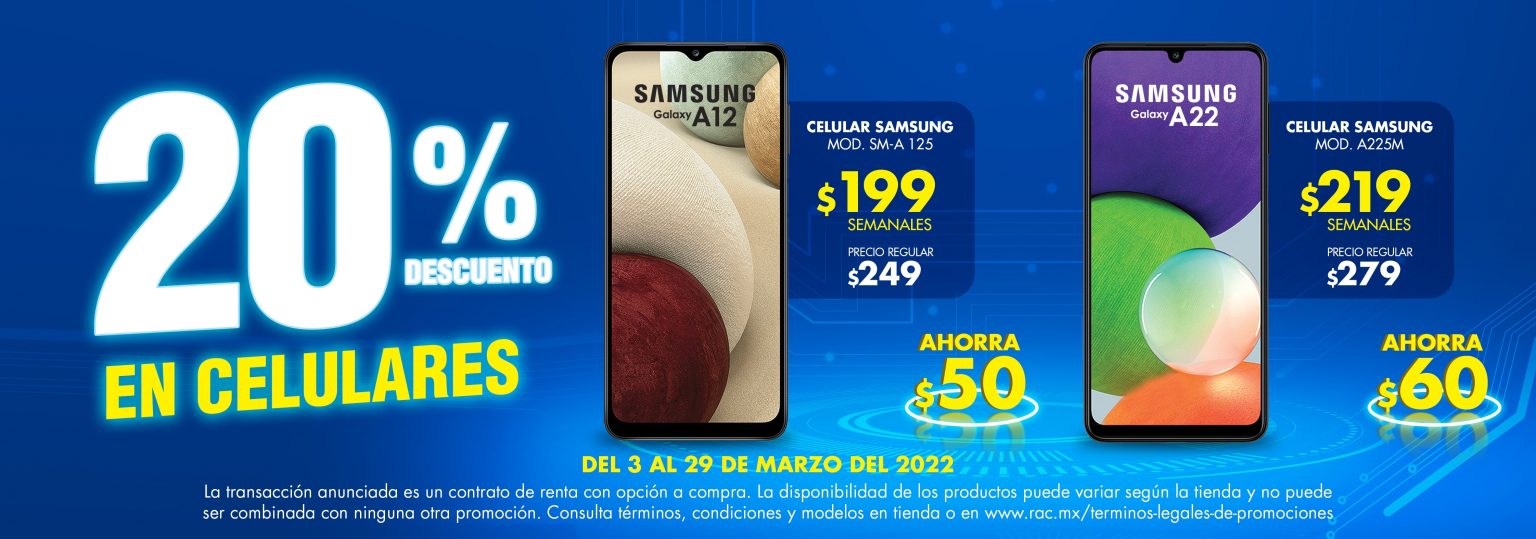 20%
DESCUENTO
EN CELULARES
SAMSUNG
Galaxy A12
CELULAR SAMSUNG
MOD. SM-A 125
$199
SEMANALES
PRECIO REGULAR
$249
AHORRA
$50
SAMSUNG
Galaxy A22
CELULAR SAMSUNG
MOD. A225M
$219
SEMANALES
PRECIO REGULAR
$279
AHORRA
$60
DEL 3 AL 29 DE MARZO DEL 2022
La transacción anunciada es un contrato de renta con opción a compra. La disponibilidad de los productos puede variar según la tienda y no puede
ser combinada con ninguna otra promoción. Consulta términos, condiciones y modelos en tienda o en www.rac.mx/terminos-legales-de-promociones